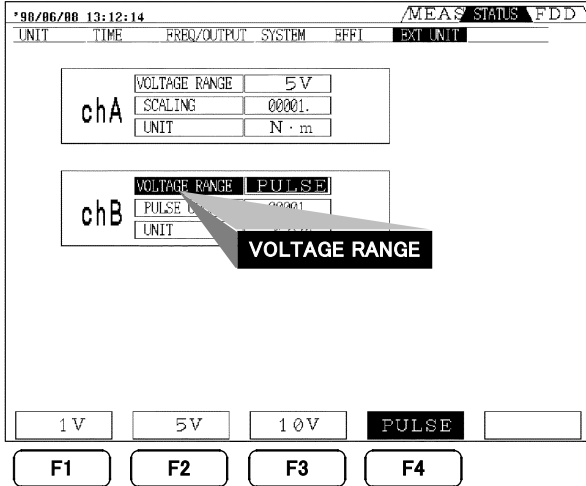 '98/06/08 13:12:14 MEAS STATUS FDD
UNIT TIME FREQ/OUTPUT SYSTEM EFFI EXT UNIT
VOLTAGE RANGE 5V
chA SCALING 00001.
UNIT N・m
VOLTAGE RANGE PULSE
chB PULSE 00001
UNIT
VOLTAGE RANGE
1V 5V 10V PULSE
F1 F2 F3 F4